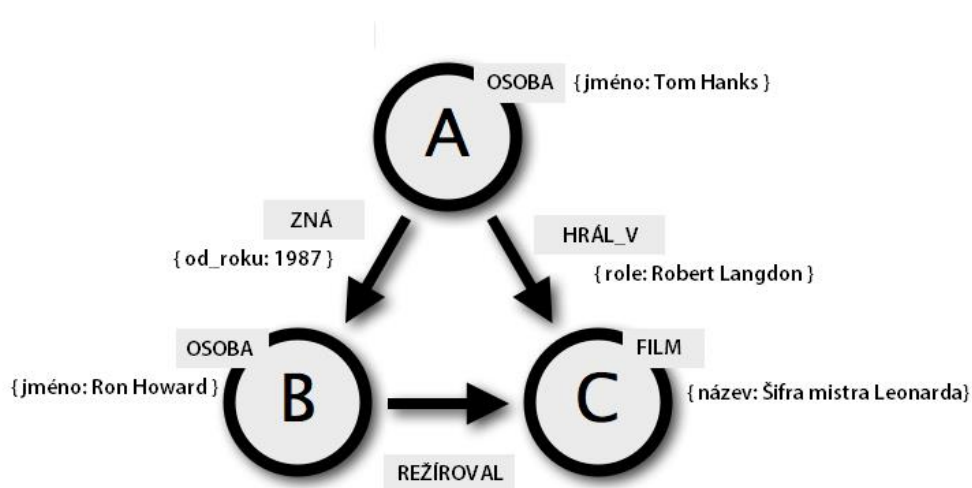 OSOBA { jméno: Tom Hanks }
A
ZNÁ
{ od_roku: 1987 }
HRÁL_V
{ role: Robert Langdon }
OSOBA
{ jméno: Ron Howard }
B
FILM
C
{ název: Šifra mistra Leonarda}
REŽÍROVAL